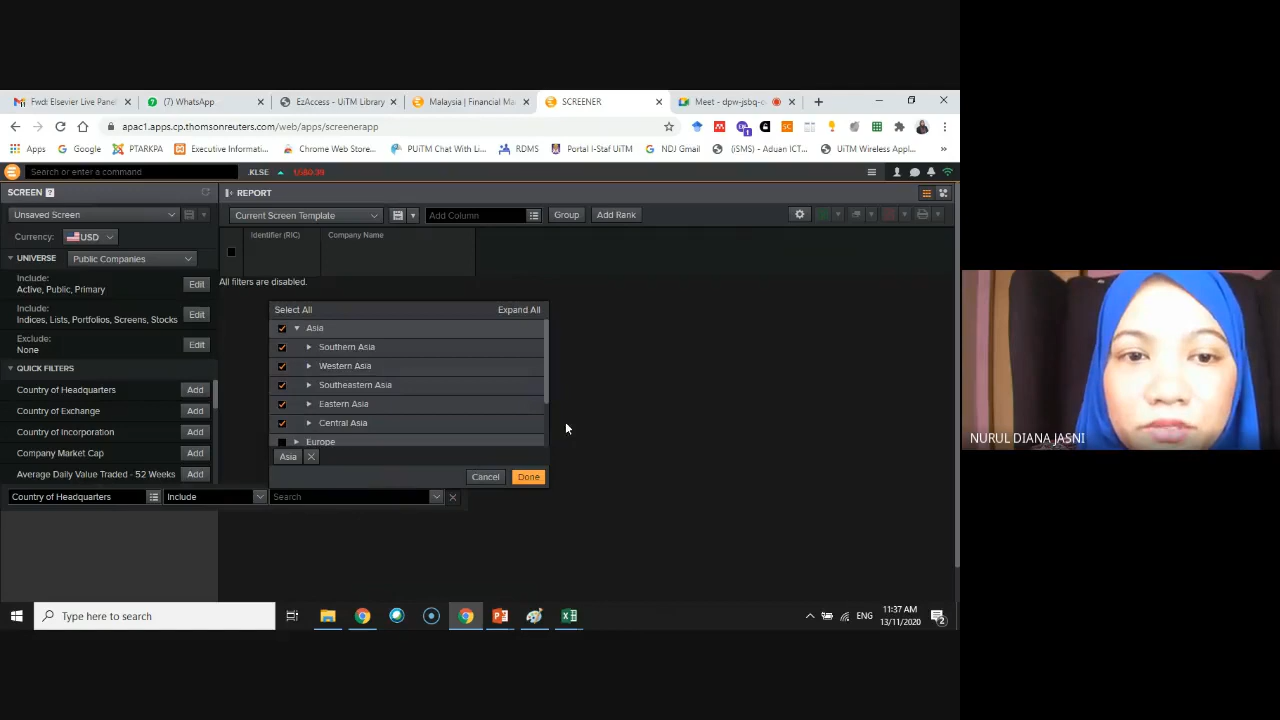 Fwd: Elsevier Live Panel
(7) WhatsApp
EzAccess - UiTM Library
Malaysia | Financial Ma
SCREENER
Meet - dpw-jsbq-c
apac1.apps.cp.thomsonreuters.com/web/apps/screenerapp
Apps
Google
PTARKPA
Executive Informati...
Chrome Web Store...
PUiTM Chat With Li...
RDMS
Portal I-Staf UiTM
NDJ Gmail
(iSMS) - Aduan ICT...
UiTM Wireless Appl...
Search or enter a command
.KLSE
SCREEN
REPORT
Unsaved Screen
Current Screen Template
Add Column
Group
Add Rank
Currency:
USD
Identifier (RIC)
Company Name
UNIVERSE
Public Companies
Include:
Active, Public, Primary
Edit
All filters are disabled.
Include:
Indices, Lists, Portfolios, Screens, Stocks
Edit
Exclude:
None
Edit
QUICK FILTERS
Country of Headquarters
Add
Country of Exchange
Add
Country of Incorporation
Add
Company Market Cap
Add
Average Daily Value Traded - 52 Weeks
Add
Select All
Expand All
Asia
Southern Asia
Western Asia
Southeastern Asia
Eastern Asia
Central Asia
Europe
Asia
Cancel
Done
Country of Headquarters
Include
Search
NURUL DIANA JASNI
Type here to search
ENG
11:37 AM
13/11/2020
2